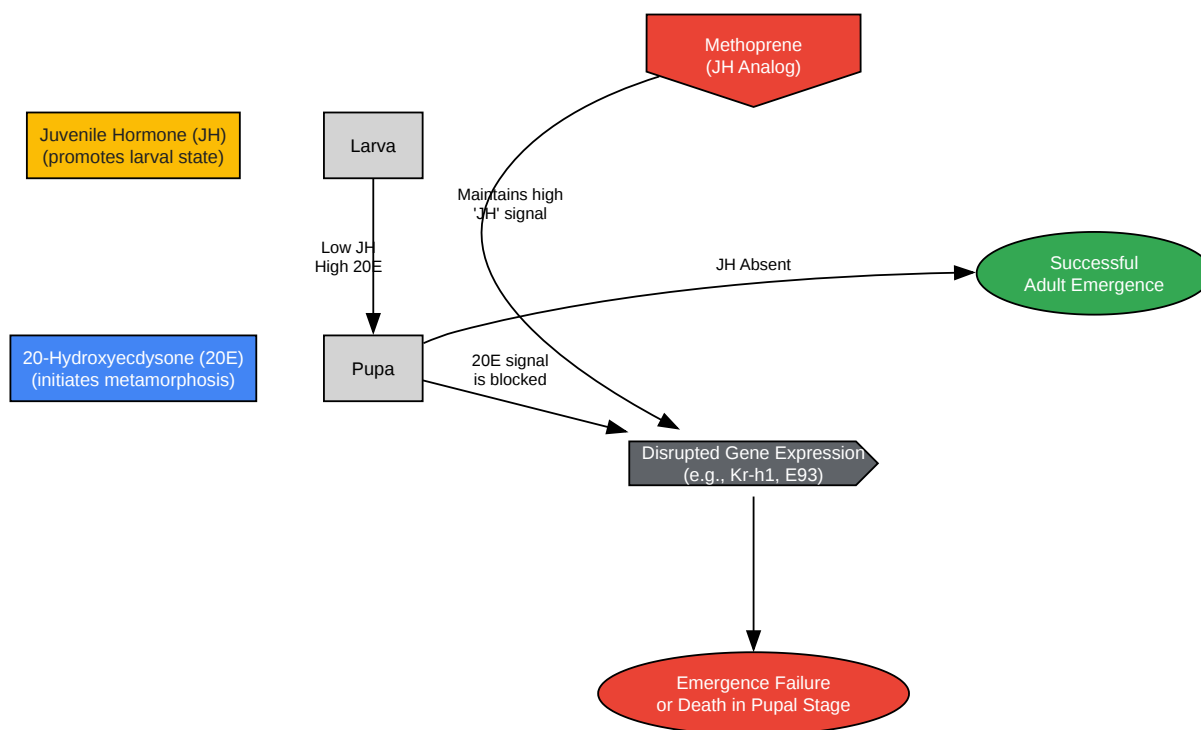 Methoprene
(JH Analog)
Juvenile Hormone (JH)
(promotes larval state)
Larva
Maintains high
'JH' signal
Low JH
High 20E
JH Absent
Successful
Adult Emergence
20-Hydroxyecdysone (20E)
(initiates metamorphosis)
Pupa
20E signal
is blocked
Disrupted Gene Expression
(e.g., Kr-h1, E93)
Emergence Failure
or Death in Pupal Stage